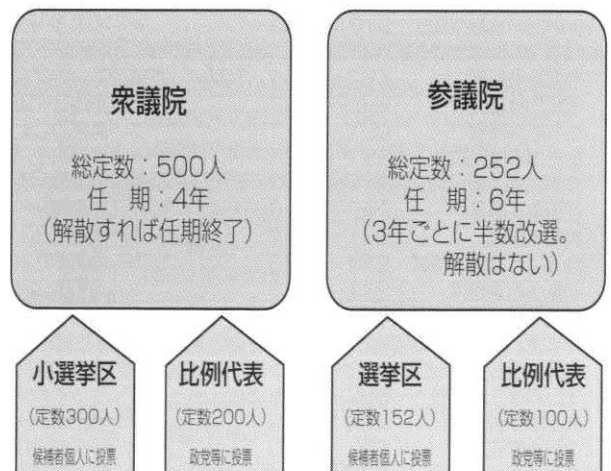 衆議院
総定数：500人
任　期：4年
（解散すれば任期終了）
参議院
総定数：252人
任　期：6年
（3年ごとに半数改選。
解散はない）
小選挙区
（定数300人）
候補者個人に投票
比例代表
（定数200人）
政党等に投票
選挙区
（定数152人）
候補者個人に投票
比例代表
（定数100人）
政党等に投票